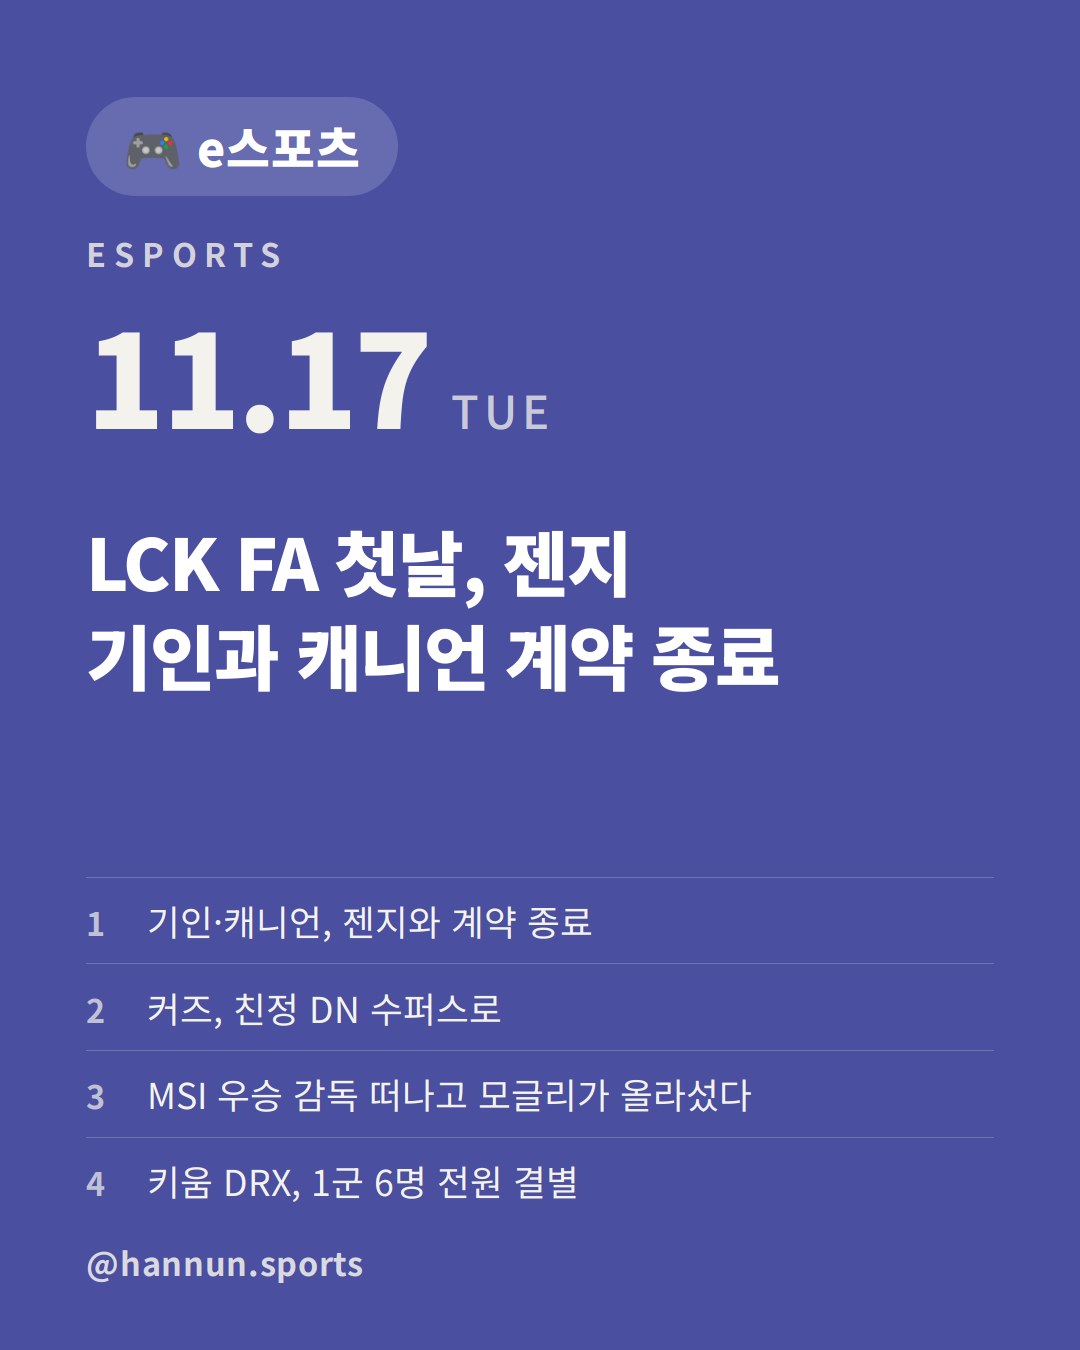 🎮 e스포츠
ESPORTS
11.17 TUE
LCK FA 첫날, 젠지
기인과 캐니언 계약 종료
1 기인·캐니언, 젠지와 계약 종료
2 커즈, 친정 DN 수퍼스로
3 MSI 우승 감독 떠나고 모글리가 올라섰다
4 키움 DRX, 1군 6명 전원 결별
@hannun.sports